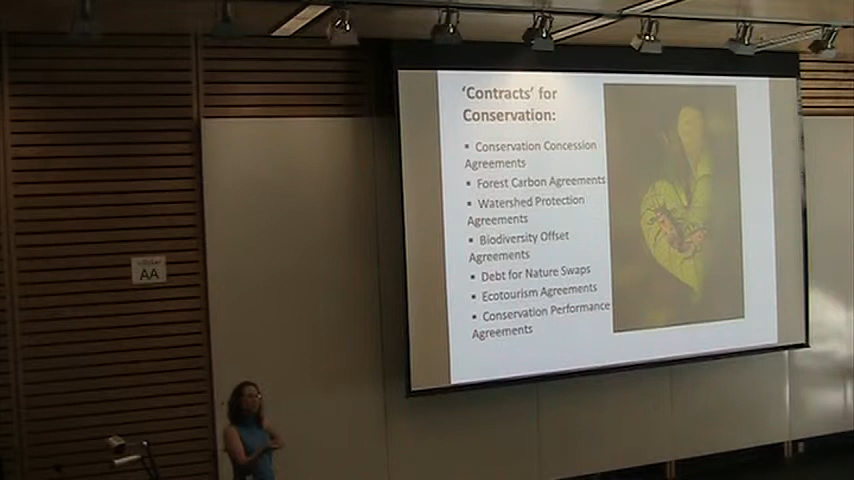 'Contracts' for
Conservation:
▪ Conservation Concession
Agreements
▪ Forest Carbon Agreements
▪ Watershed Protection
Agreements
▪ Biodiversity Offset
Agreements
▪ Debt for Nature Swaps
▪ Ecotourism Agreements
▪ Conservation Performance
Agreements
AA